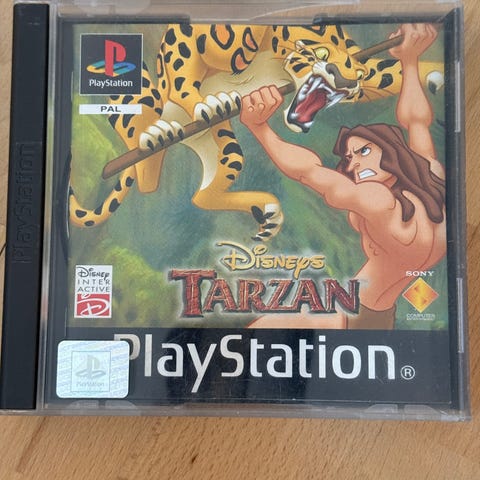 PlayStation
PlayStation
PAL
Disney's
TARZAN
Disney
INTER
ACTIVE
SONY
COMPUTER
ENTERTAINMENT
PlayStation®
PlayStation